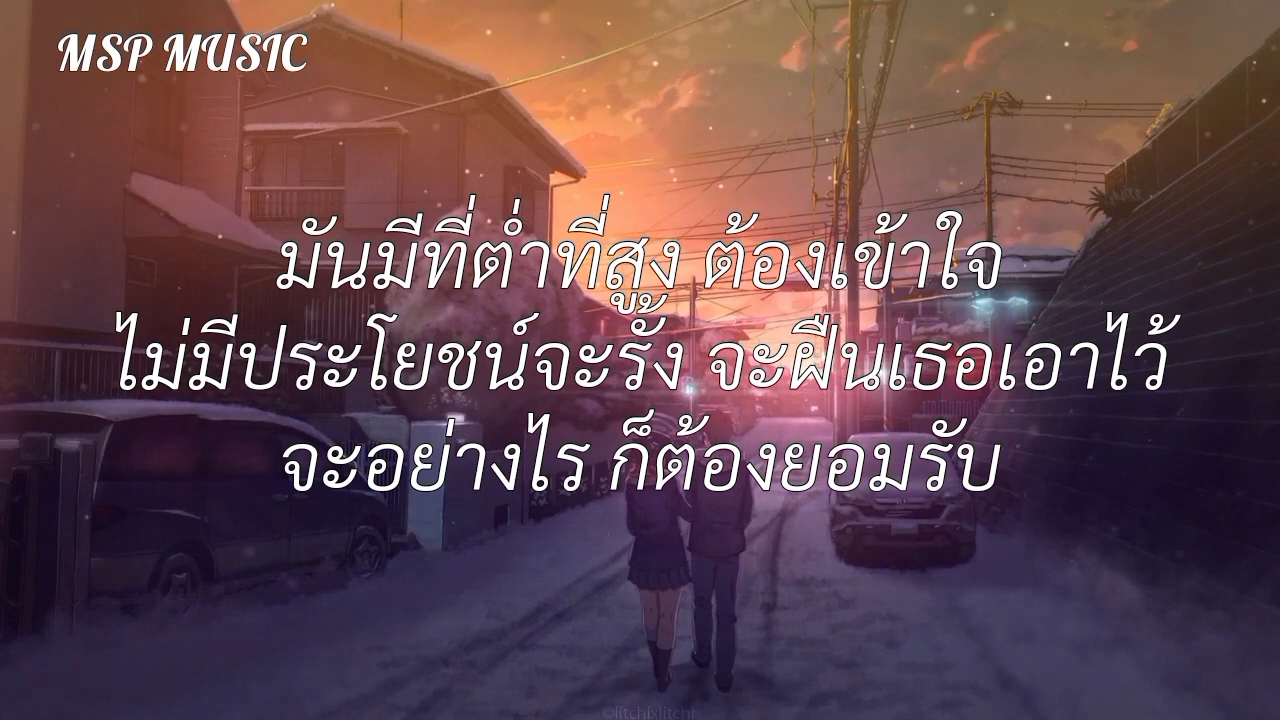 MSP MUSIC
มันมีที่ต่ำที่สูง ต้องเข้าใจ
ไม่มีประโยชน์จะรั้ง จะฝืนเธอเอาไว้
จะอย่างไร ก็ต้องยอมรับ
©litchixlitchi